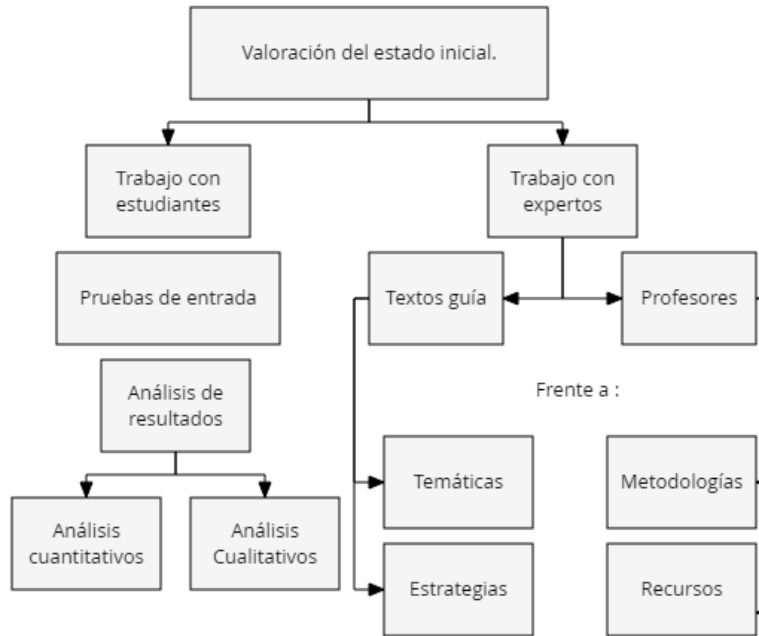 Valoración del estado inicial.
Trabajo con
estudiantes
Trabajo con
expertos
Pruebas de entrada
Textos guía
Profesores
Análisis de
resultados
Frente a :
Temáticas
Metodologías
Análisis
cuantitativos
Análisis
Cualitativos
Estrategias
Recursos